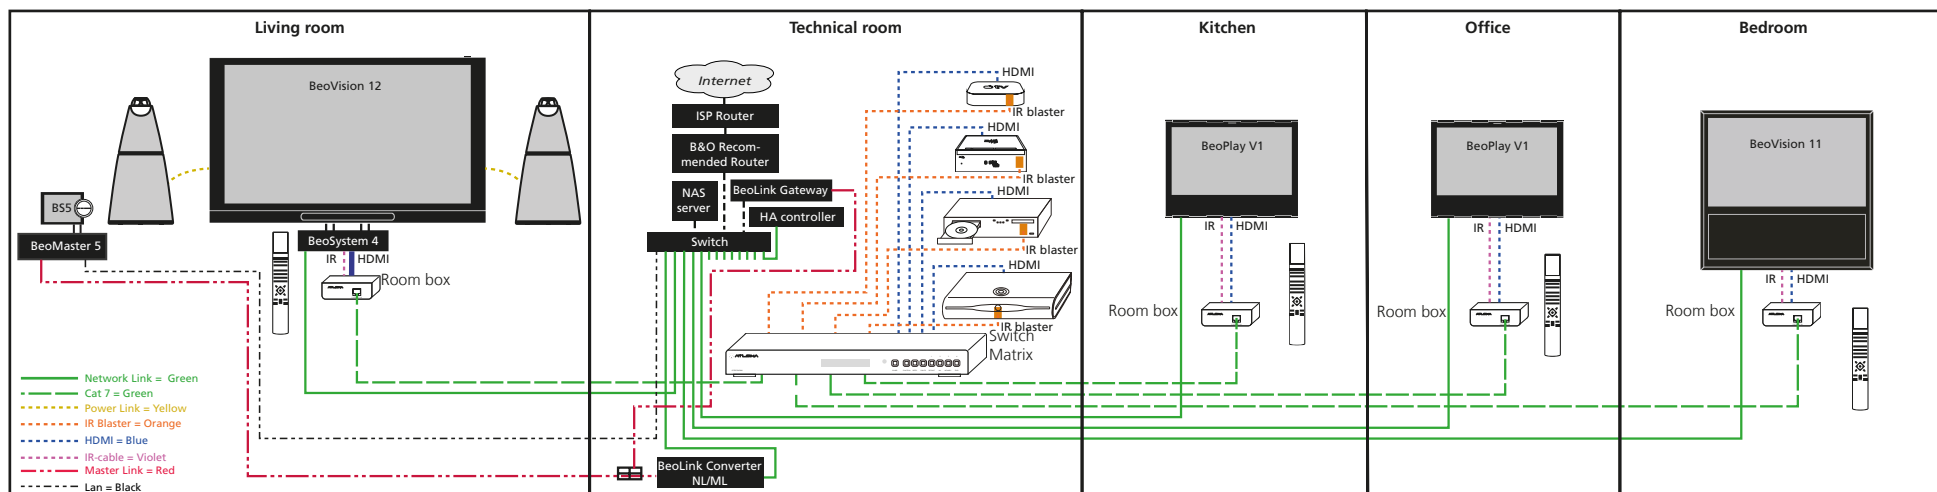 Living room
BeoVision 12
BS5
BeoMaster 5
BeoSystem 4
IR
HDMI
Room box
Network Link = Green
Cat 7 = Green
Power Link = Yellow
IR Blaster = Orange
HDMI = Blue
IR-cable = Violet
Master Link = Red
Lan = Black
Technical room
Internet
ISP Router
B&O Recom-
mended Router
NAS
server
BeoLink Gateway
HA controller
Switch
HDMI
tv
IR blaster
HDMI
IR blaster
HDMI
IR blaster
HDMI
IR blaster
Switch
Matrix
ATLONA
BeoLink Converter
NL/ML
Kitchen
BeoPlay V1
IR
HDMI
Room box
Office
BeoPlay V1
IR
HDMI
Room box
Bedroom
BeoVision 11
IR
HDMI
Room box